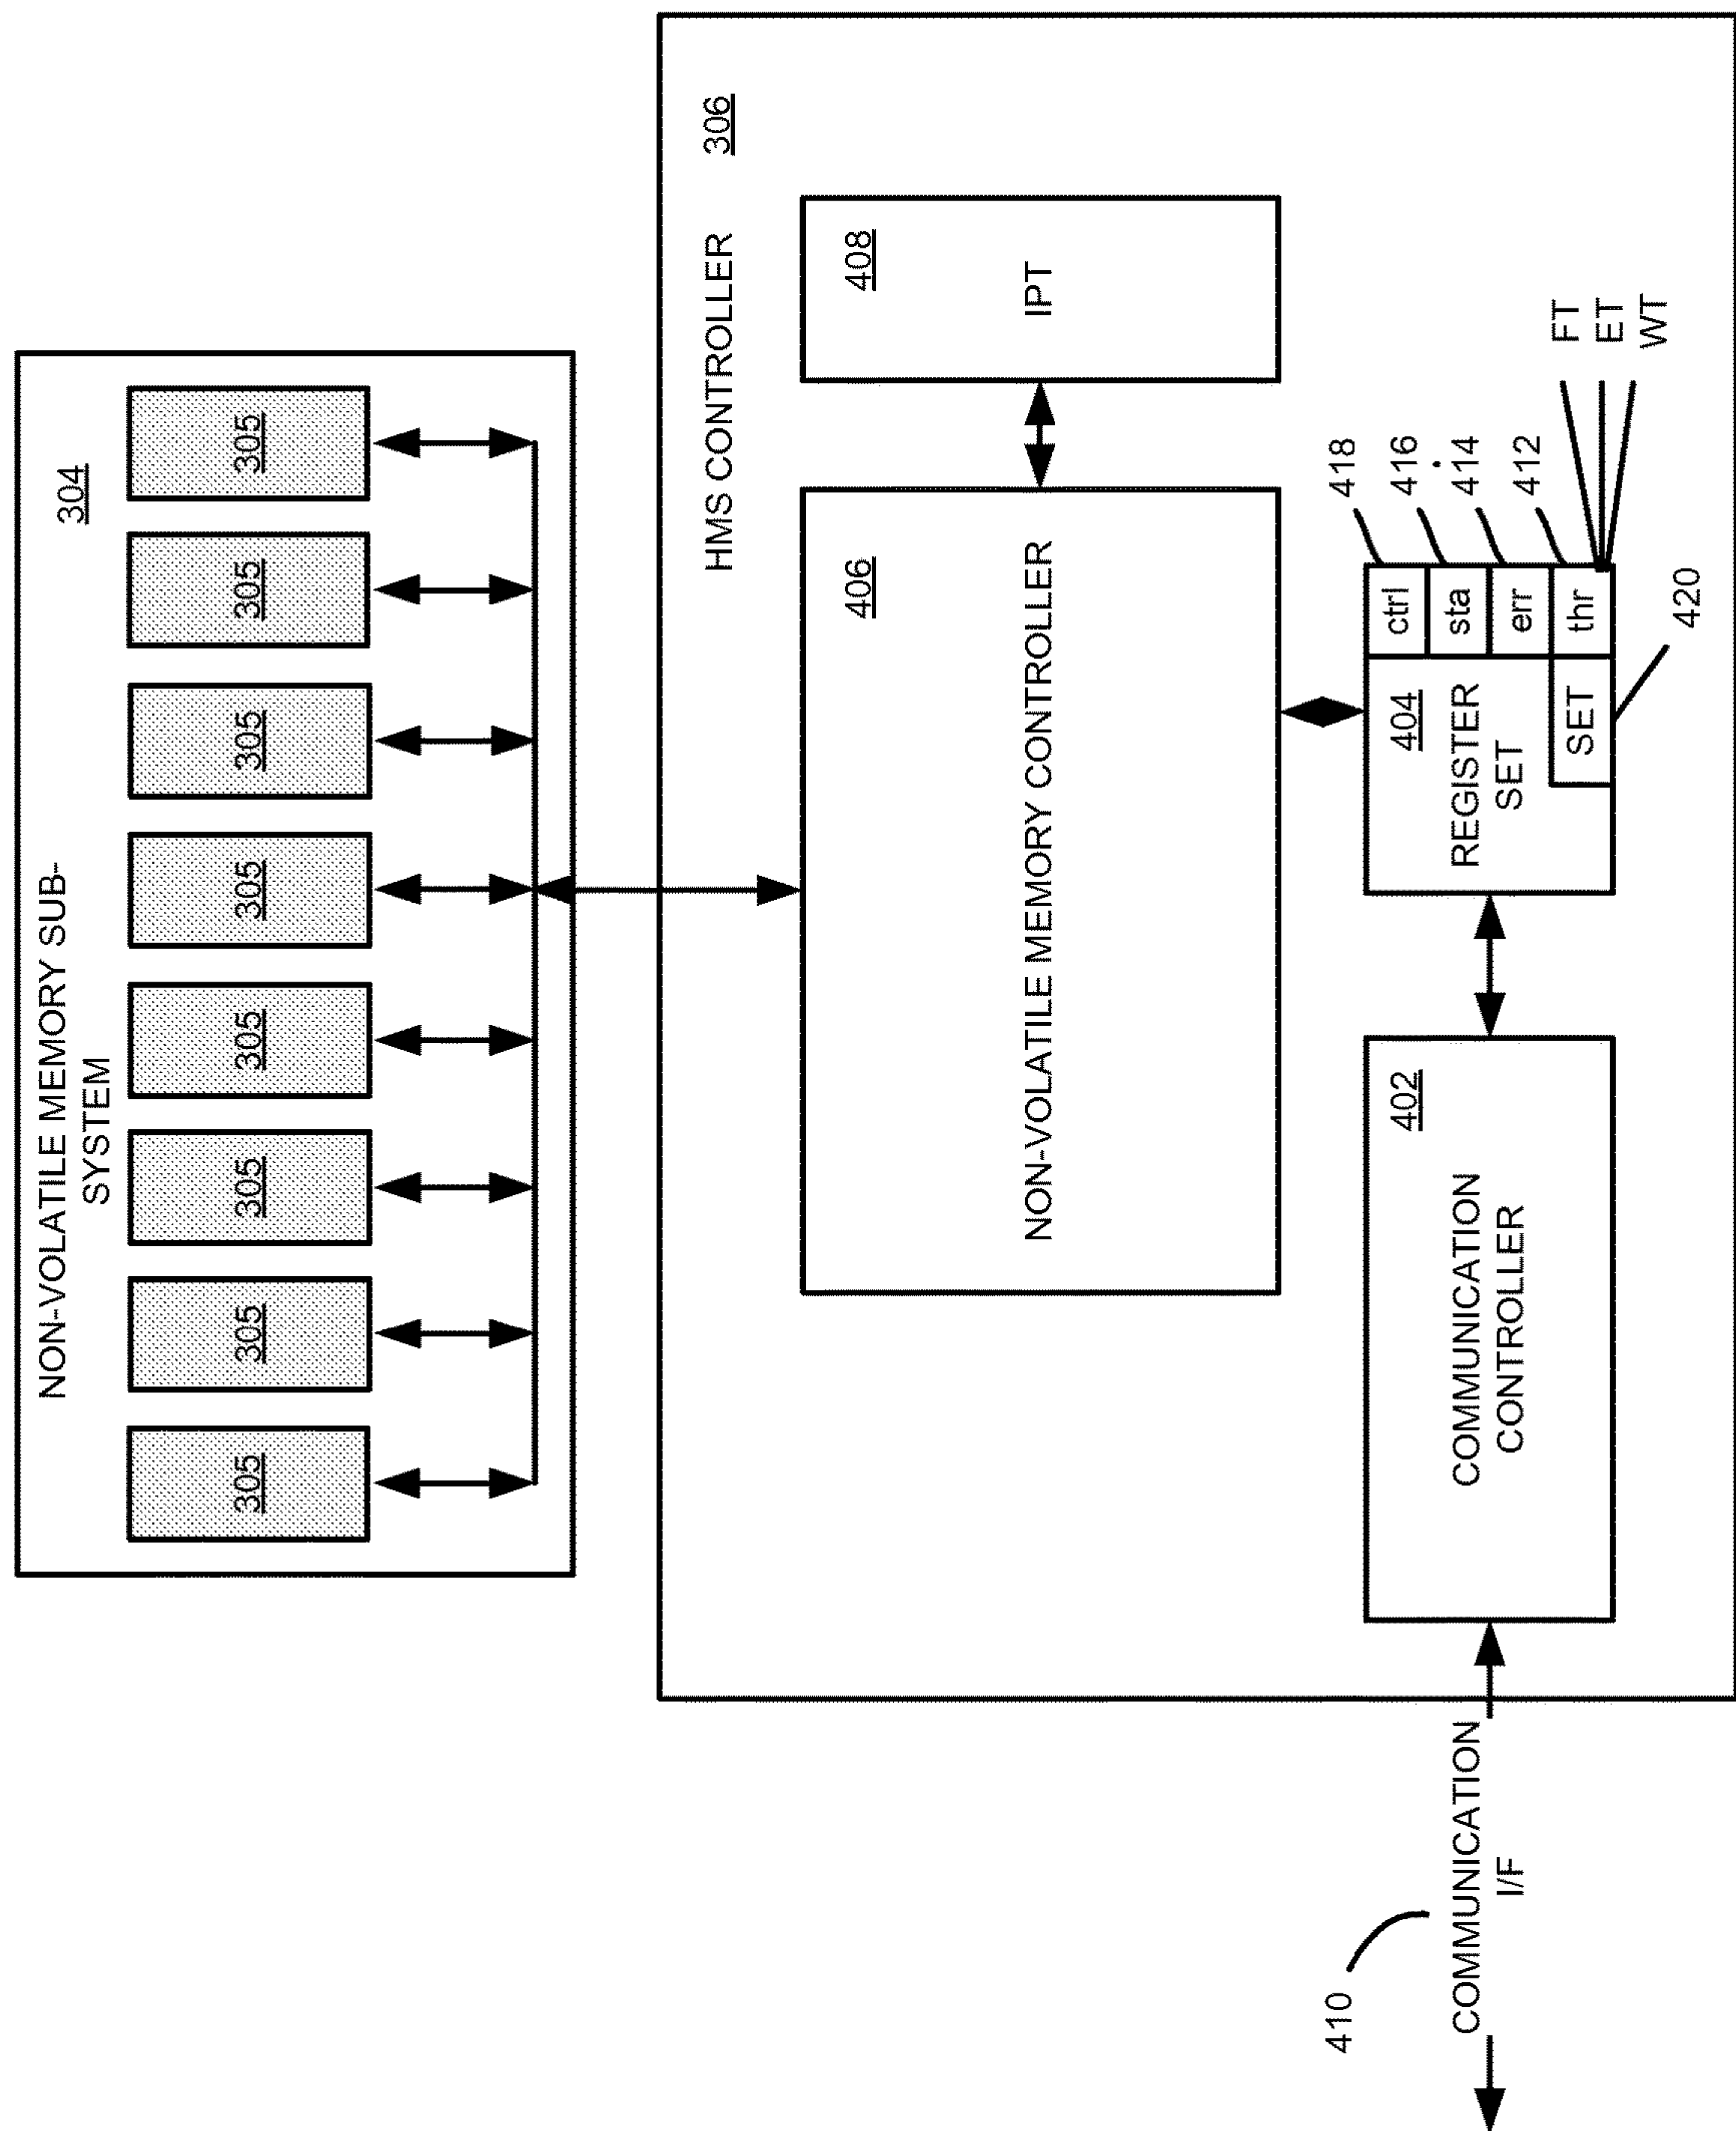 NON-VOLATILE MEMORY SUB-
SYSTEM
304
305
305
305
305
305
305
305
305
HMS CONTROLLER
306
406
NON-VOLATILE MEMORY CONTROLLER
408
IPT
410
COMMUNICATION
I/F
402
COMMUNICATION
CONTROLLER
404
REGISTER
SET
SET
420
ctrl
sta
err
thr
418
416
414
412
FT
ET
WT